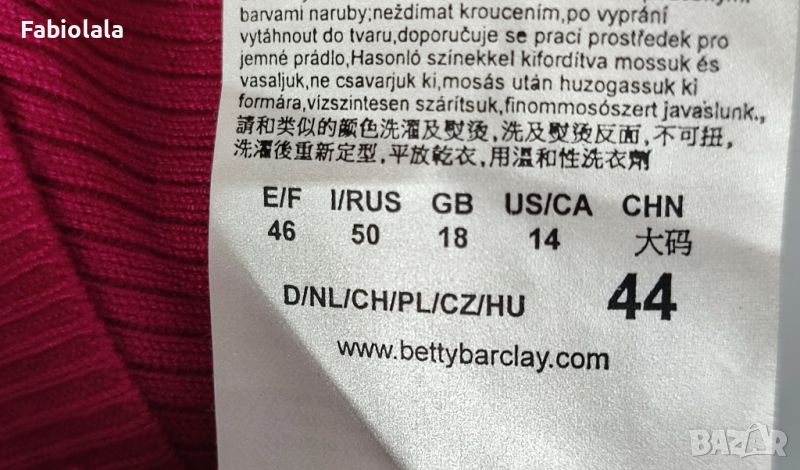 Fabiolala
barvami naruby;neždímat kroucením,po vyprání
vytáhnout do tvaru,doporučuje se prací prostředek pro
jemné prádlo,Hasonló színekkel kifordítva mossuk és
vasaljuk,ne csavarjuk ki,mosás után huzogassuk ki
formára,vízszintesen szárítsuk,finommosószert javaslunk.,
請和类似的颜色洗濯及熨烫,洗及熨烫反面,不可扭,
洗濯後重新定型,平放乾衣,用溫和性洗衣劑
E/F I/RUS GB US/CA CHN
46 50 18 14 大码
D/NL/CH/PL/CZ/HU 44
www.bettybarclay.com
BAZAR